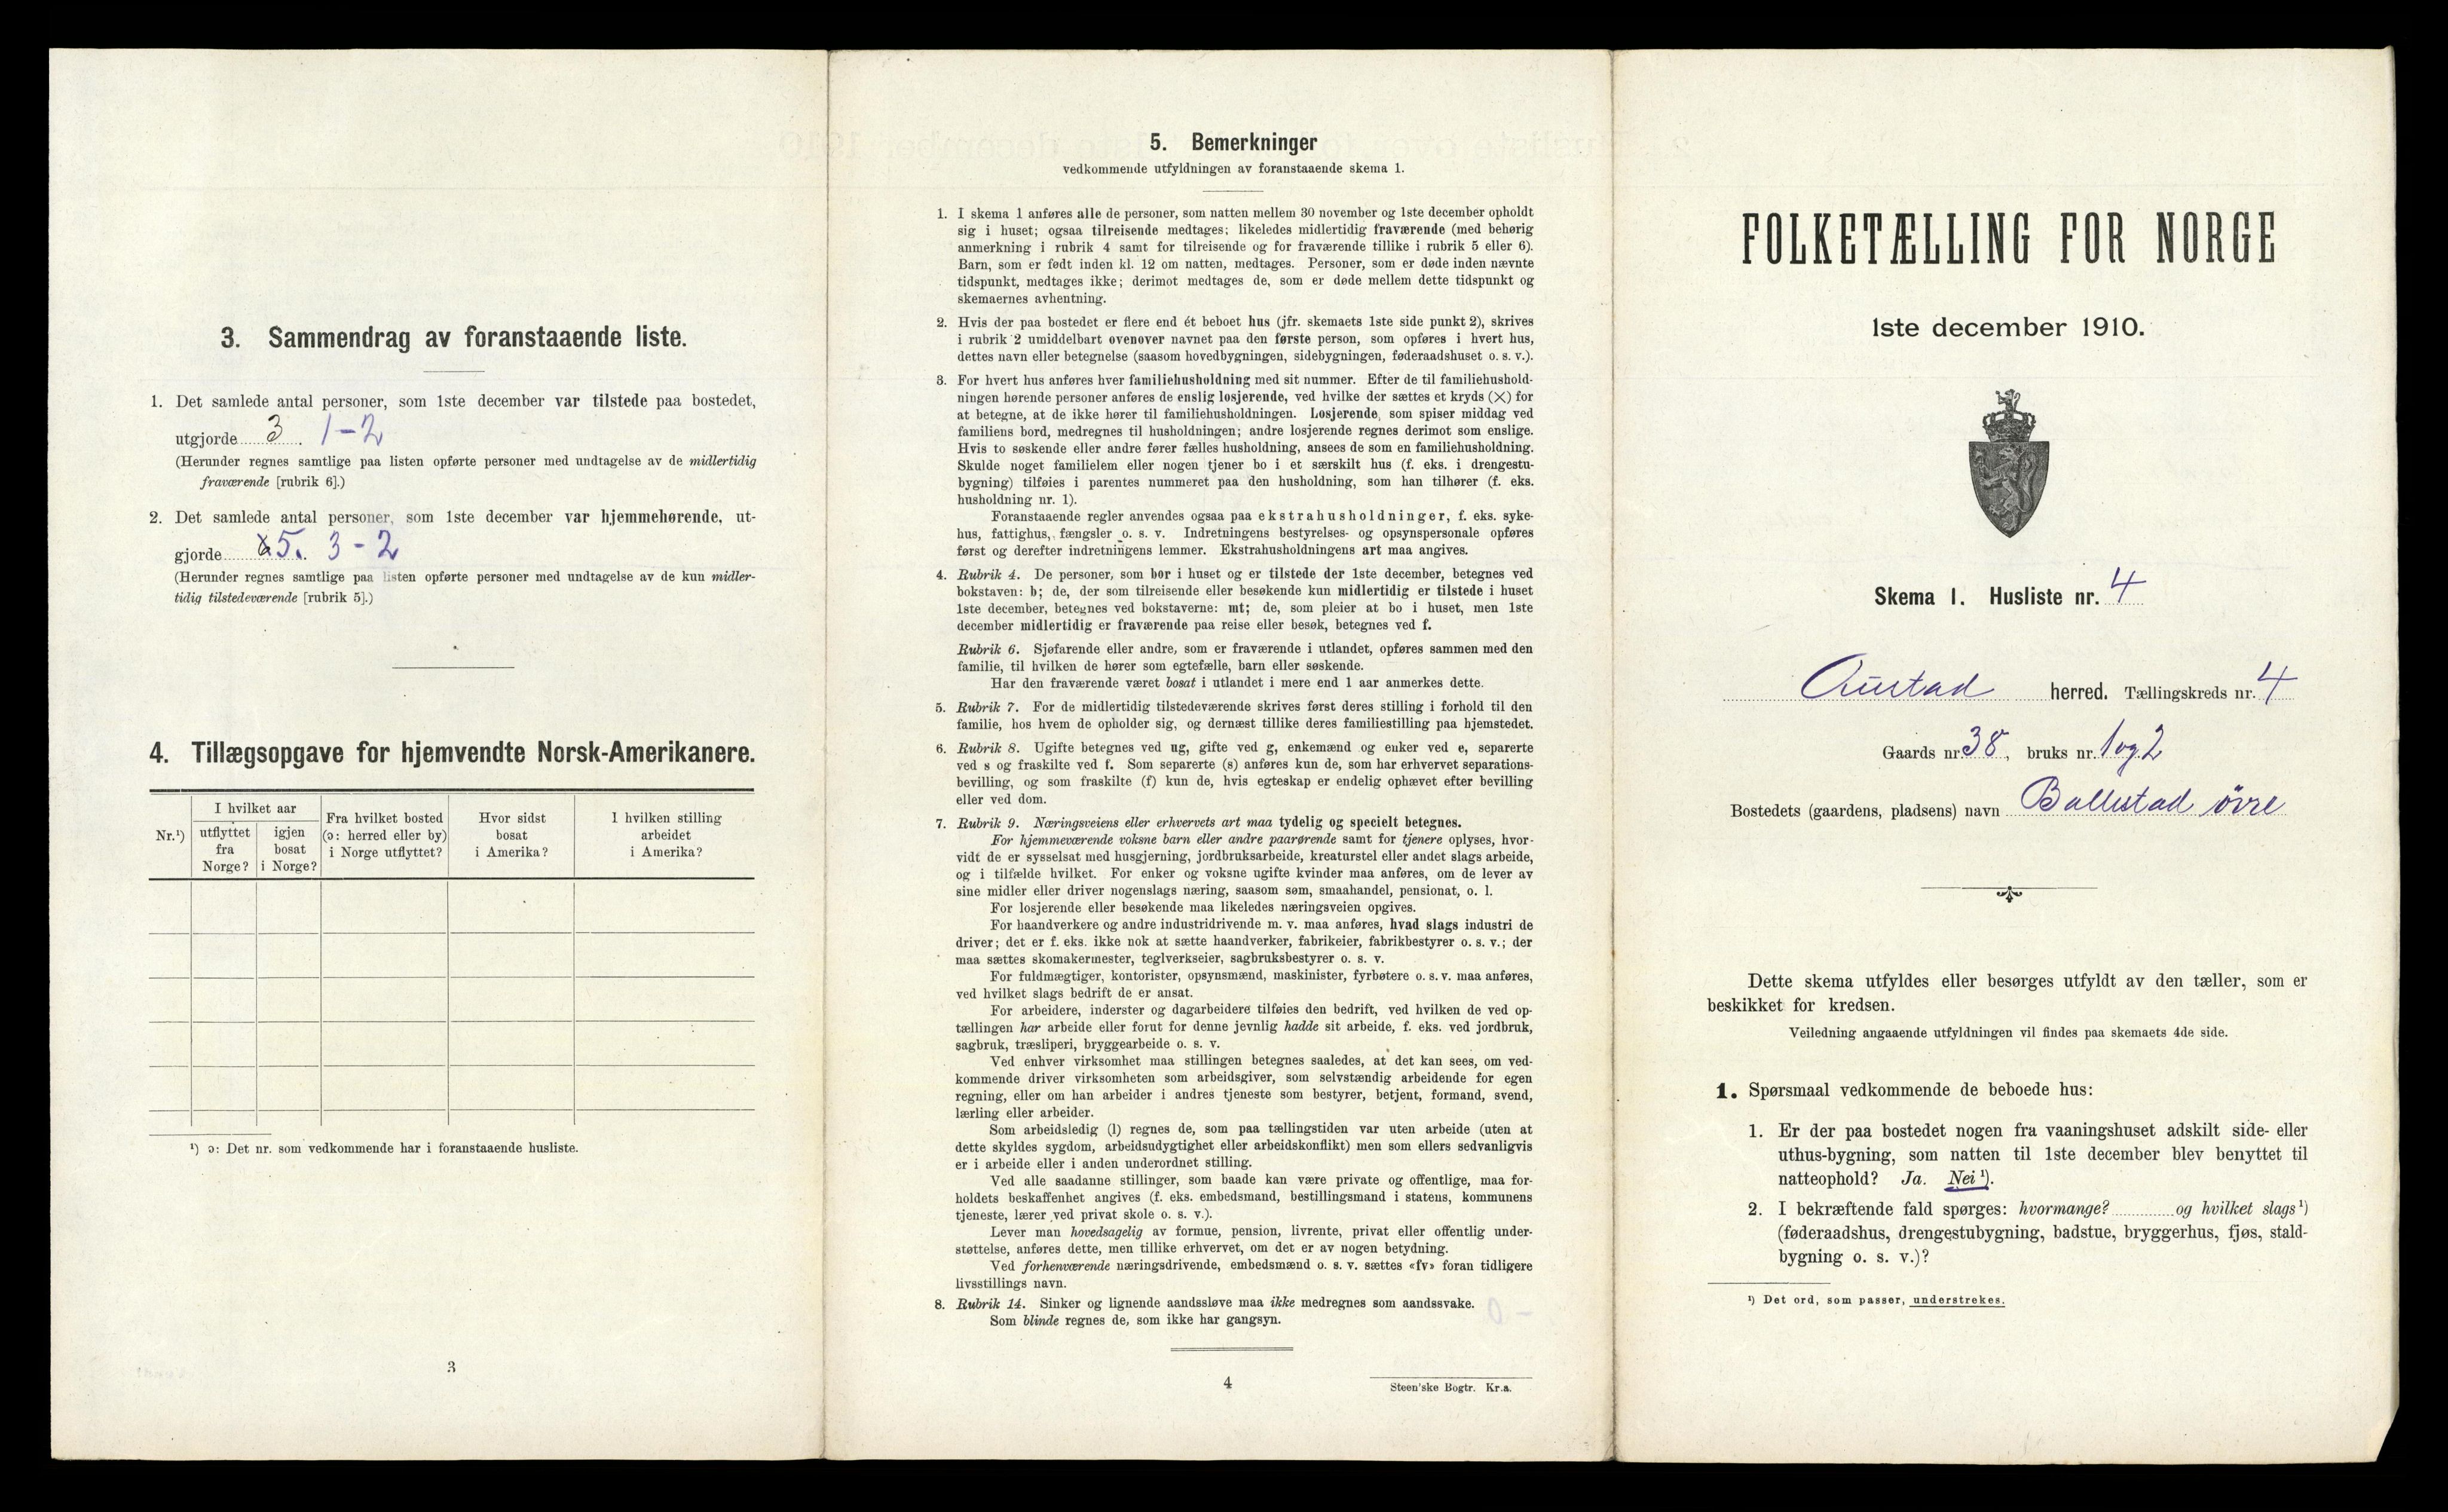 3. Sammendrag av foranstaaende liste.
1. Det samlede antal personer, som 1ste december var tilstede paa bostedet,
utgjorde 3. 1-2
(Herunder regnes samtlige paa listen opførte personer med undtagelse av de midlertidig
fraværende [rubrik 6].)
2. Det samlede antal personer, som 1ste december var hjemmehørende, ut-
gjorde 5. 3-2
(Herunder regnes samtlige paa listen opførte personer med undtagelse av de kun midler-
tidig tilstedeværende [rubrik 5].)
4. Tillægsopgave for hjemvendte Norsk-Amerikanere.
Nr.¹) I hvilket aar utflyttet fra Norge? igjen bosat i Norge?
Fra hvilket bosted (ɔ: herred eller by) i Norge utflyttet?
Hvor sidst bosat i Amerika?
I hvilken stilling arbeidet i Amerika?
¹) ɔ: Det nr. som vedkommende har i foranstaaende husliste.
3
5. Bemerkninger
vedkommende utfyldningen av foranstaaende skema 1.
1. I skema 1 anføres alle de personer, som natten mellem 30 november og 1ste december opholdt
sig i huset; ogsaa tilreisende medtages; likeledes midlertidig fraværende (med behørig
anmerkning i rubrik 4 samt for tilreisende og for fraværende tillike i rubrik 5 eller 6).
Barn, som er født inden kl. 12 om natten, medtages. Personer, som er døde inden nævnte
tidspunkt, medtages ikke; derimot medtages de, som er døde mellem dette tidspunkt og
skemaernes avhentning.
2. Hvis der paa bostedet er flere end ét beboet hus (jfr. skemaets 1ste side punkt 2), skrives
i rubrik 2 umiddelbart ovenover navnet paa den første person, som opføres i hvert hus,
dettes navn eller betegnelse (saasom hovedbygningen, sidebygningen, føderaadshuset o. s. v.).
3. For hvert hus anføres hver familiehusholdning med sit nummer. Efter de til familiehushold-
ningen hørende personer anføres de enslig losjerende, ved hvilke der sættes et kryds (×) for
at betegne, at de ikke hører til familiehusholdningen. Losjerende, som spiser middag ved
familiens bord, medregnes til husholdningen; andre losjerende regnes derimot som enslige.
Hvis to søskende eller andre fører fælles husholdning, ansees de som en familiehusholdning.
Skulde noget familielem eller nogen tjener bo i et særskilt hus (f. eks. i drengestu-
bygning) tilføies i parentes nummeret paa den husholdning, som han tilhører (f. eks.
husholdning nr. 1).
Foranstaaende regler anvendes ogsaa paa ekstrahusholdninger, f. eks. syke-
hus, fattighus, fængsler o. s. v. Indretningens bestyrelses- og opsynspersonale opføres
først og derefter indretningens lemmer. Ekstrahusholdningens art maa angives.
4. Rubrik 4. De personer, som bor i huset og er tilstede der 1ste december, betegnes ved
bokstaven: b; de, der som tilreisende eller besøkende kun midlertidig er tilstede i huset
1ste december, betegnes ved bokstaverne: mt; de, som pleier at bo i huset, men 1ste
december midlertidig er fraværende paa reise eller besøk, betegnes ved f.
Rubrik 6. Sjøfarende eller andre, som er fraværende i utlandet, opføres sammen med den
familie, til hvilken de hører som egtefælle, barn eller søskende.
Har den fraværende været bosat i utlandet i mere end 1 aar anmerkes dette.
5. Rubrik 7. For de midlertidig tilstedeværende skrives først deres stilling i forhold til den
familie, hos hvem de opholder sig, og dernæst tillike deres familiestilling paa hjemstedet.
6. Rubrik 8. Ugifte betegnes ved ug, gifte ved g, enkemænd og enker ved e, separerte
ved s og fraskilte ved f. Som separerte (s) anføres kun de, som har erhvervet separations-
bevilling, og som fraskilte (f) kun de, hvis egteskap er endelig ophævet efter bevilling
eller ved dom.
7. Rubrik 9. Næringsveiens eller erhvervets art maa tydelig og specielt betegnes.
For hjemmeværende voksne barn eller andre paarørende samt for tjenere oplyses, hvor-
vidt de er sysselsat med husgjerning, jordbruksarbeide, kreaturstel eller andet slags arbeide,
og i tilfælde hvilket. For enker og voksne ugifte kvinder maa anføres, om de lever av
sine midler eller driver nogenslags næring, saasom søm, smaahandel, pensionat, o. l.
For losjerende eller besøkende maa likeledes næringsveien opgives.
For haandverkere og andre industridrivende m. v. maa anføres, hvad slags industri de
driver; det er f. eks. ikke nok at sætte haandverker, fabrikeier, fabrikbestyrer o. s. v.; der
maa sættes skomakermester, teglverkseier, sagbruksbestyrer o. s. v.
For fuldmægtiger, kontorister, opsynsmænd, maskinister, fyrbøtere o. s. v. maa anføres,
ved hvilket slags bedrift de er ansat.
For arbeidere, inderster og dagarbeidere tilføies den bedrift, ved hvilken de ved op-
tællingen har arbeide eller forut for denne jevnlig hadde sit arbeide, f. eks. ved jordbruk,
sagbruk, træsliperi, bryggearbeide o. s. v.
Ved enhver virksomhet maa stillingen betegnes saaledes, at det kan sees, om ved-
kommende driver virksomheten som arbeidsgiver, som selvstændig arbeidende for egen
regning, eller om han arbeider i andres tjeneste som bestyrer, betjent, formand, svend,
lærling eller arbeider.
Som arbeidsledig (l) regnes de, som paa tællingstiden var uten arbeide (uten at
dette skyldes sygdom, arbeidsudygtighet eller arbeidskonflikt) men som ellers sedvanligvis
er i arbeide eller i anden underordnet stilling.
Ved alle saadanne stillinger, som baade kan være private og offentlige, maa for-
holdets beskaffenhet angives (f. eks. embedsmand, bestillingsmand i statens, kommunens
tjeneste, lærer ved privat skole o. s. v.).
Lever man hovedsagelig av formue, pension, livrente, privat eller offentlig under-
støttelse, anføres dette, men tillike erhvervet, om det er av nogen betydning.
Ved forhenværende næringsdrivende, embedsmænd o. s. v. sættes «fv» foran tidligere
livsstillings navn.
8. Rubrik 14. Sinker og lignende aandssløve maa ikke medregnes som aandssvake.
Som blinde regnes de, som ikke har gangsyn.
4
Steen'ske Bogtr. Kr.a.
FOLKETÆLLING FOR NORGE
1ste december 1910.
Skema 1. Husliste nr. 4
Austad herred. Tællingskreds nr. 4
Gaards nr. 38, bruks nr. 1 og 2
Bostedets (gaardens, pladsens) navn Ballestad övre
Dette skema utfyldes eller besørges utfyldt av den tæller, som er
beskikket for kredsen.
Veiledning angaaende utfyldningen vil findes paa skemaets 4de side.
1. Spørsmaal vedkommende de beboede hus:
1. Er der paa bostedet nogen fra vaaningshuset adskilt side- eller
uthus-bygning, som natten til 1ste december blev benyttet til
natteophold? Ja. Nei ¹).
2. I bekræftende fald spørges: hvormange? og hvilket slags ¹)
(føderaadshus, drengestubygning, badstue, bryggerhus, fjøs, stald-
bygning o. s. v.)?
¹) Det ord, som passer, understrekes.